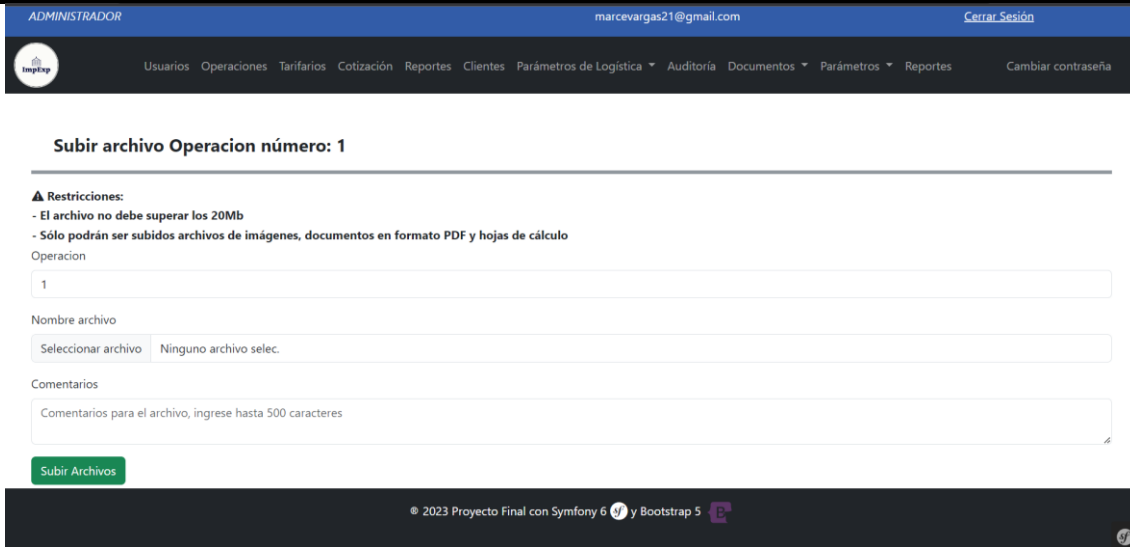 ADMINISTRADOR marcevargas21@gmail.com Cerrar Sesión
ImpExp Usuarios Operaciones Tarifarios Cotización Reportes Clientes Parámetros de Logística Auditoría Documentos Parámetros Reportes Cambiar contraseña
Subir archivo Operacion número: 1
Restricciones:
- El archivo no debe superar los 20Mb
- Sólo podrán ser subidos archivos de imágenes, documentos en formato PDF y hojas de cálculo
Operacion
1
Nombre archivo
Seleccionar archivo Ninguno archivo selec.
Comentarios
Comentarios para el archivo, ingrese hasta 500 caracteres
Subir Archivos
® 2023 Proyecto Final con Symfony 6 sf y Bootstrap 5 B
sf